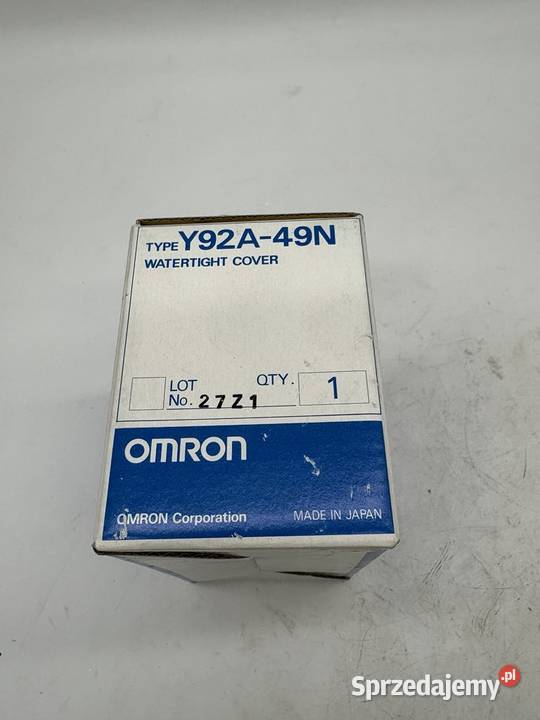 TYPE Y92A-49N
WATERTIGHT COVER
LOT No. 27Z1 QTY. 1
OMRON
OMRON Corporation MADE IN JAPAN
Sprzedajemy.pl